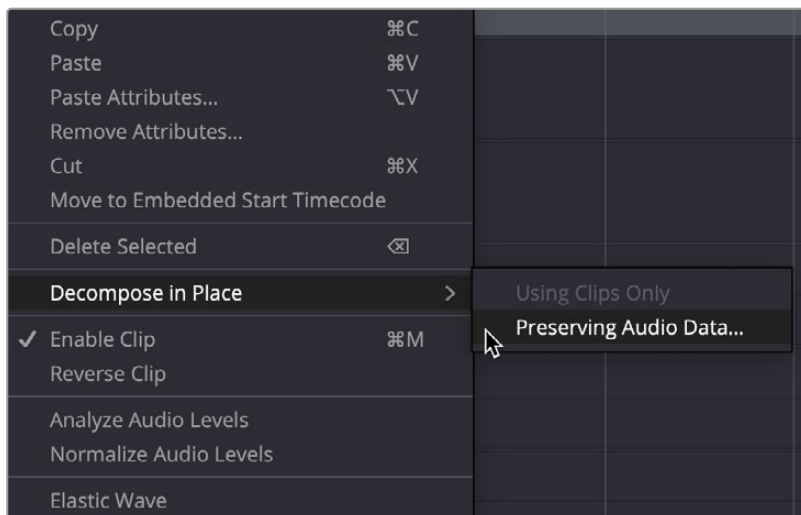 Copy ⌘C
Paste ⌘V
Paste Attributes... ⌥V
Remove Attributes...
Cut ⌘X
Move to Embedded Start Timecode
Delete Selected ⌫
Decompose in Place >
Using Clips Only
Preserving Audio Data...
✓ Enable Clip ⌘M
Reverse Clip
Analyze Audio Levels
Normalize Audio Levels
Elastic Wave